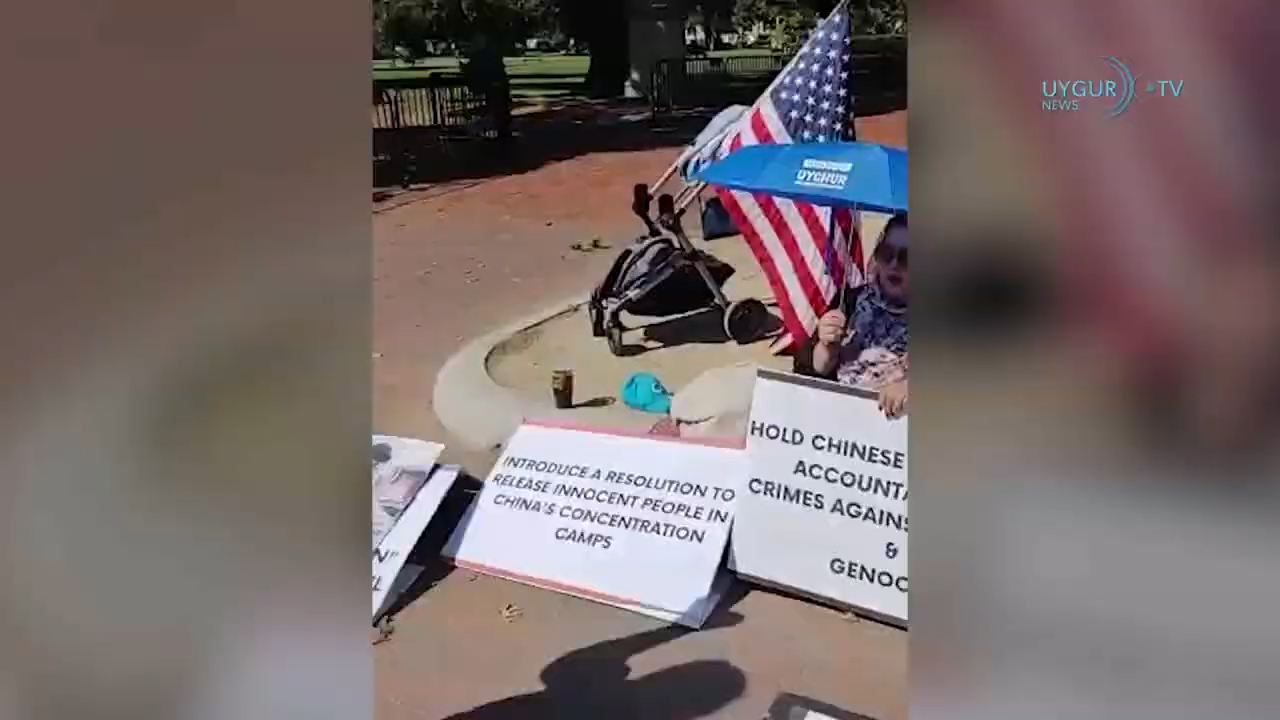 UYGUR TV
NEWS
UYGHUR
INTRODUCE A RESOLUTION TO
RELEASE INNOCENT PEOPLE IN
CHINA'S CONCENTRATION
CAMPS
HOLD CHINESE
ACCOUNTA
CRIMES AGAINS
&
GENOC
N"